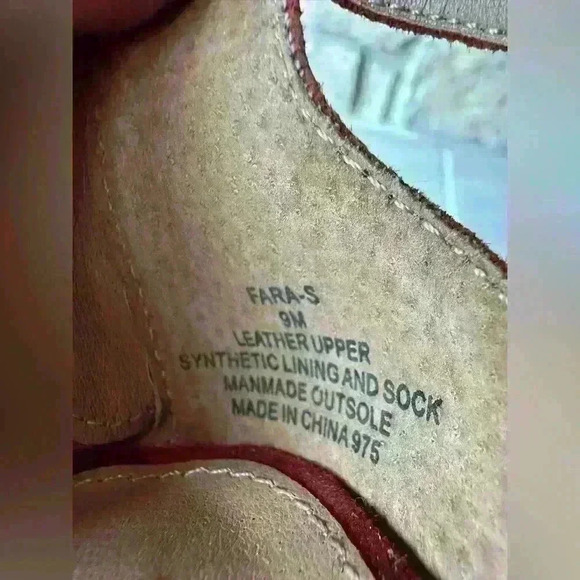 FARA-S
9M
LEATHER UPPER
SYNTHETIC LINING AND SOCK
MANMADE OUTSOLE
MADE IN CHINA 975